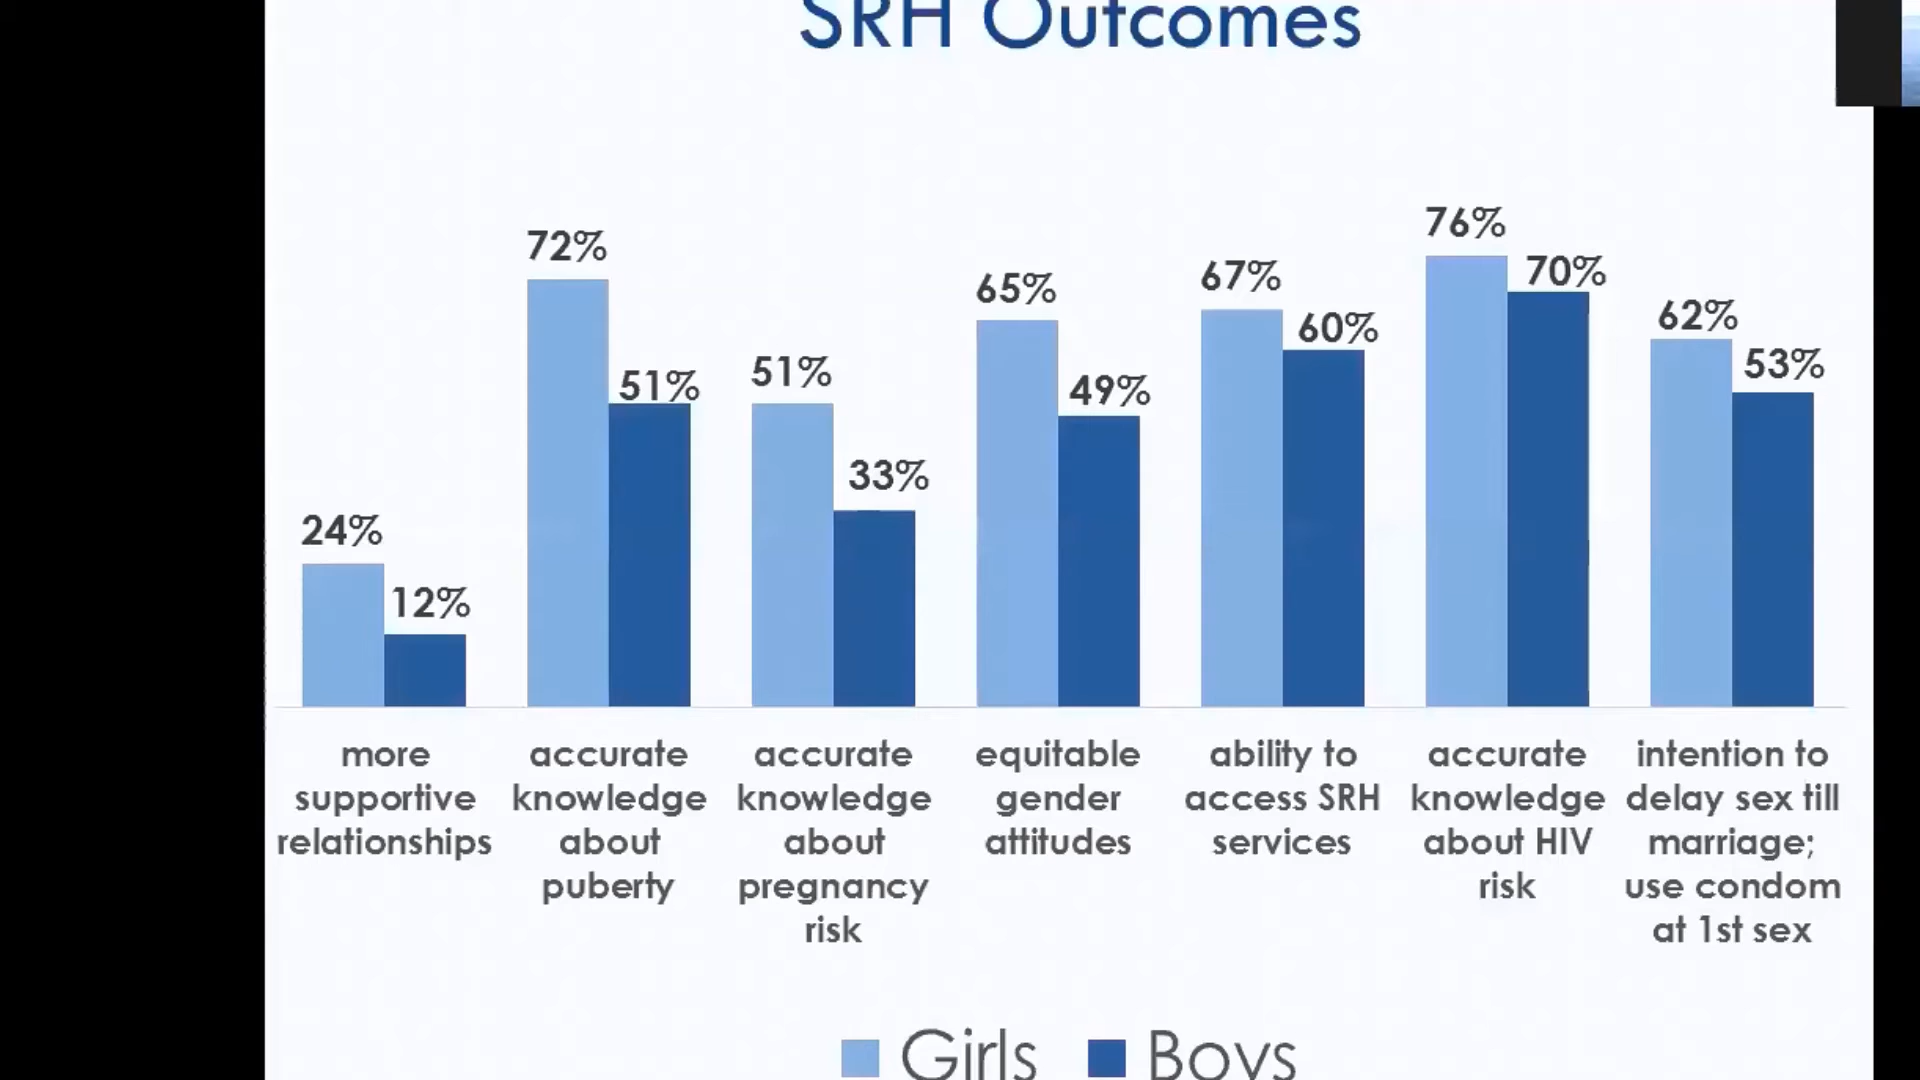 SRH Outcomes
24%
12%
72%
51%
51%
33%
65%
49%
67%
60%
76%
70%
62%
53%
more
supportive
relationships
accurate
knowledge
about
puberty
accurate
knowledge
about
pregnancy
risk
equitable
gender
attitudes
ability to
access SRH
services
accurate
knowledge
about HIV
risk
intention to
delay sex till
marriage;
use condom
at 1st sex
Girls
Boys